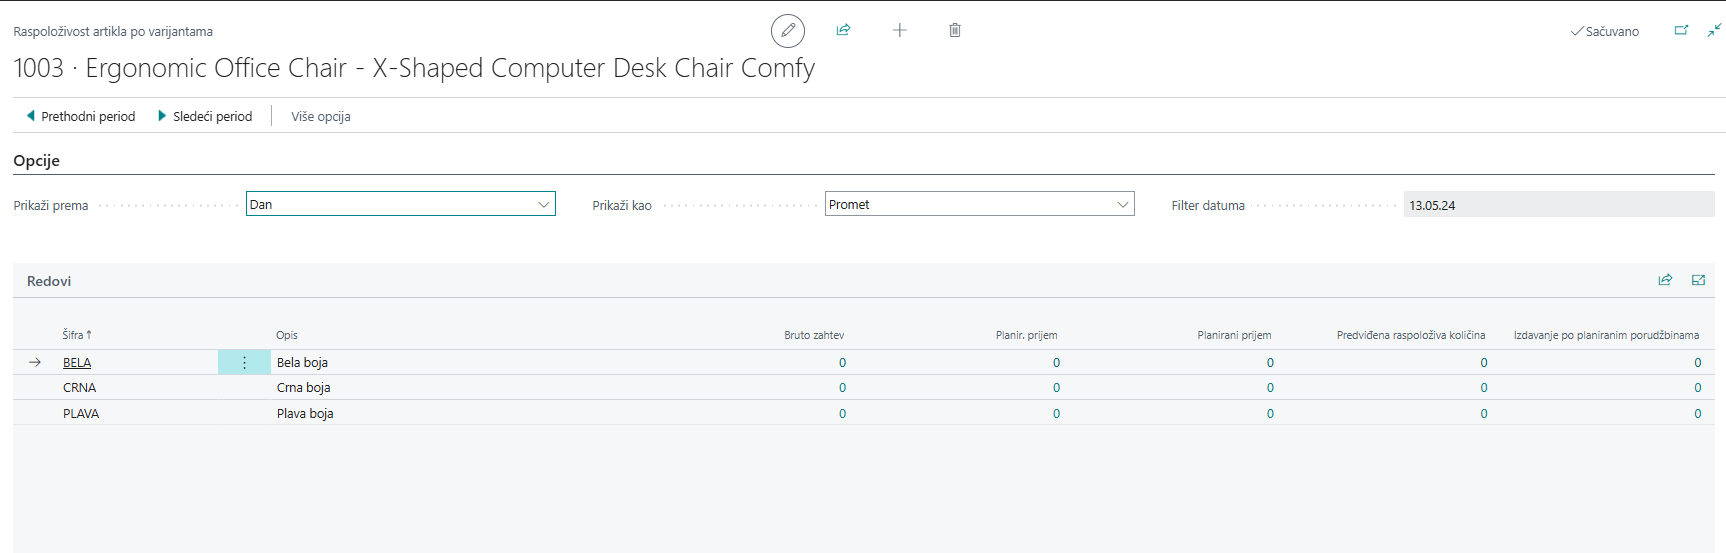 Raspoloživost artikla po varijantama
Sačuvano
1003 · Ergonomic Office Chair - X-Shaped Computer Desk Chair Comfy
Prethodni period Sledeći period Više opcija
Opcije
Prikaži prema Dan Prikaži kao Promet Filter datuma 13.05.24
Redovi
Šifra ↑ Opis Bruto zahtev Planir. prijem Planirani prijem Predviđena raspoloživa količina Izdavanje po planiranim porudžbinama
→ BELA ⋮ Bela boja 0 0 0 0 0
CRNA Crna boja 0 0 0 0 0
PLAVA Plava boja 0 0 0 0 0